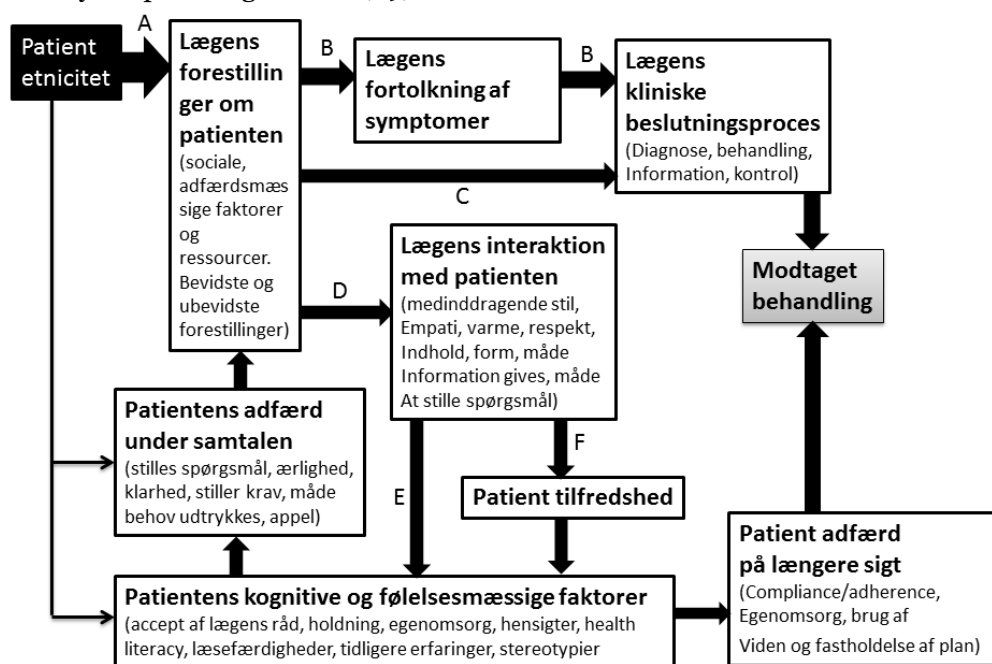 A
Patient
etnicitet
Lægens
forestillin
ger om
patienten
(sociale,
adfærdsmæs
sige faktorer
og
ressourcer.
Bevidste og
ubevidste
forestillinger)
B
Lægens
fortolkning af
symptomer
B
Lægens
kliniske
beslutningsproces
(Diagnose, behandling,
Information, kontrol)
C
D
Lægens interaktion
med patienten
(medinddragende stil,
Empati, varme, respekt,
Indhold, form, måde
Information gives, måde
At stille spørgsmål)
Modtaget
behandling
Patientens adfærd
under samtalen
(stilles spørgsmål, ærlighed,
klarhed, stiller krav, måde
behov udtrykkes, appel)
E
F
Patient tilfredshed
Patientens kognitive og følelsesmæssige faktorer
(accept af lægens råd, holdning, egenomsorg, hensigter, health
literacy, læsefærdigheder, tidligere erfaringer, stereotypier
Patient adfærd
på længere sigt
(Compliance/adherence,
Egenomsorg, brug af
Viden og fastholdelse af plan)